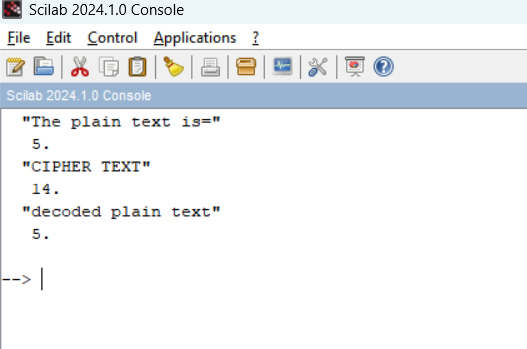 Scilab 2024.1.0 Console
File Edit Control Applications ?
Scilab 2024.1.0 Console
"The plain text is="
5.
"CIPHER TEXT"
14.
"decoded plain text"
5.
-->